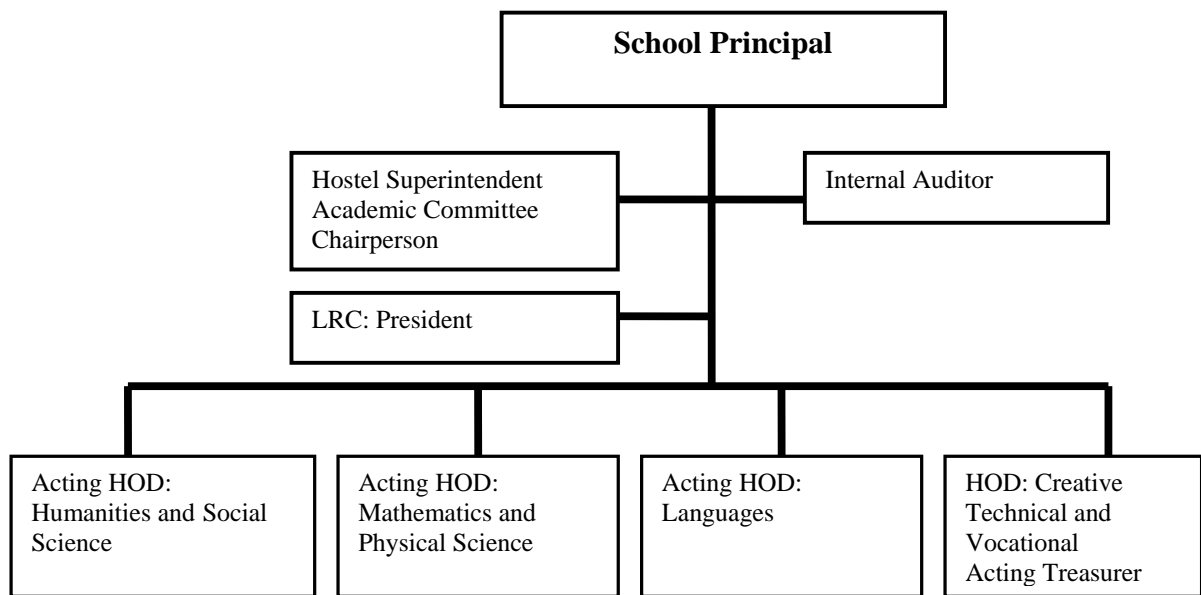 School Principal
Hostel Superintendent
Academic Committee
Chairperson
Internal Auditor
LRC: President
Acting HOD:
Humanities and Social
Science
Acting HOD:
Mathematics and
Physical Science
Acting HOD:
Languages
HOD: Creative
Technical and
Vocational
Acting Treasurer